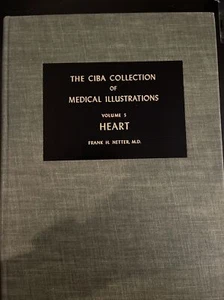 THE CIBA COLLECTION
OF
MEDICAL ILLUSTRATIONS
VOLUME 5
HEART
FRANK H. NETTER, M.D.